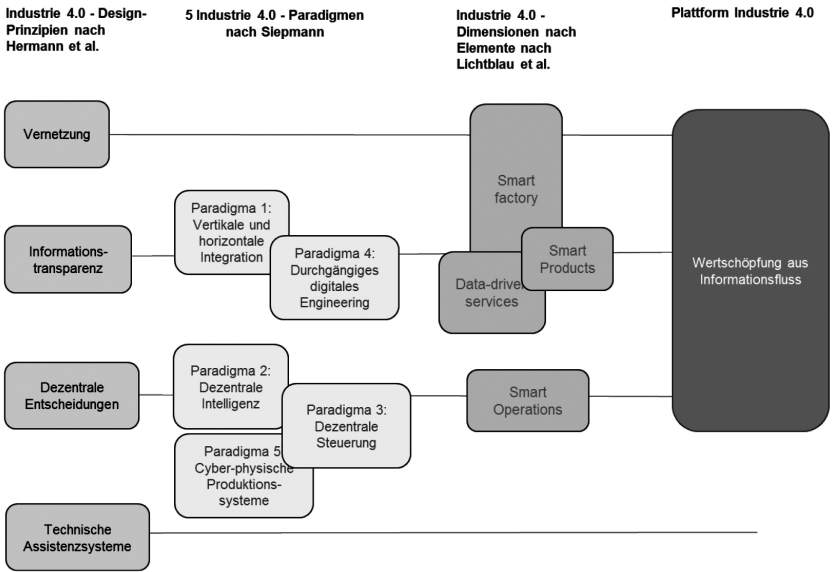 Industrie 4.0 - Design-
Prinzipien nach
Hermann et al.
5 Industrie 4.0 - Paradigmen
nach Siepmann
Industrie 4.0 -
Dimensionen nach
Elemente nach
Lichtblau et al.
Plattform Industrie 4.0
Vernetzung
Smart
factory
Informations-
transparenz
Paradigma 1:
Vertikale und
horizontale
Integration
Paradigma 4:
Durchgängiges
digitales
Engineering
Data-drive
services
Smart
Products
Wertschöpfung aus
Informationsfluss
Dezentrale
Entscheidungen
Paradigma 2:
Dezentrale
Intelligenz
Paradigma 3:
Dezentrale
Steuerung
Paradigma 5
Cyber-physische
Produktions-
systeme
Smart
Operations
Technische
Assistenzsysteme